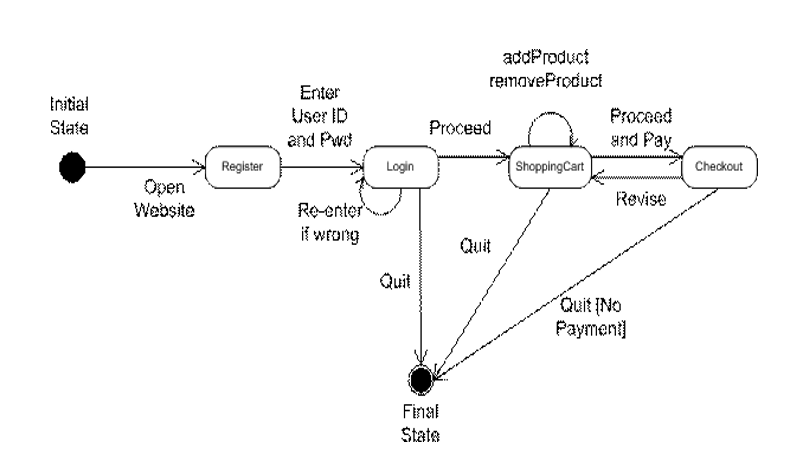 addProduct
removeProduct
Initial
State
Enter
User ID
and Pwd
Proceed
Proceed
and Pay
Register
Login
ShoppingCart
Checkout
Open
Website
Re-enter
if wrong
Revise
Quit
Quit
Quit [No
Payment]
Final
State